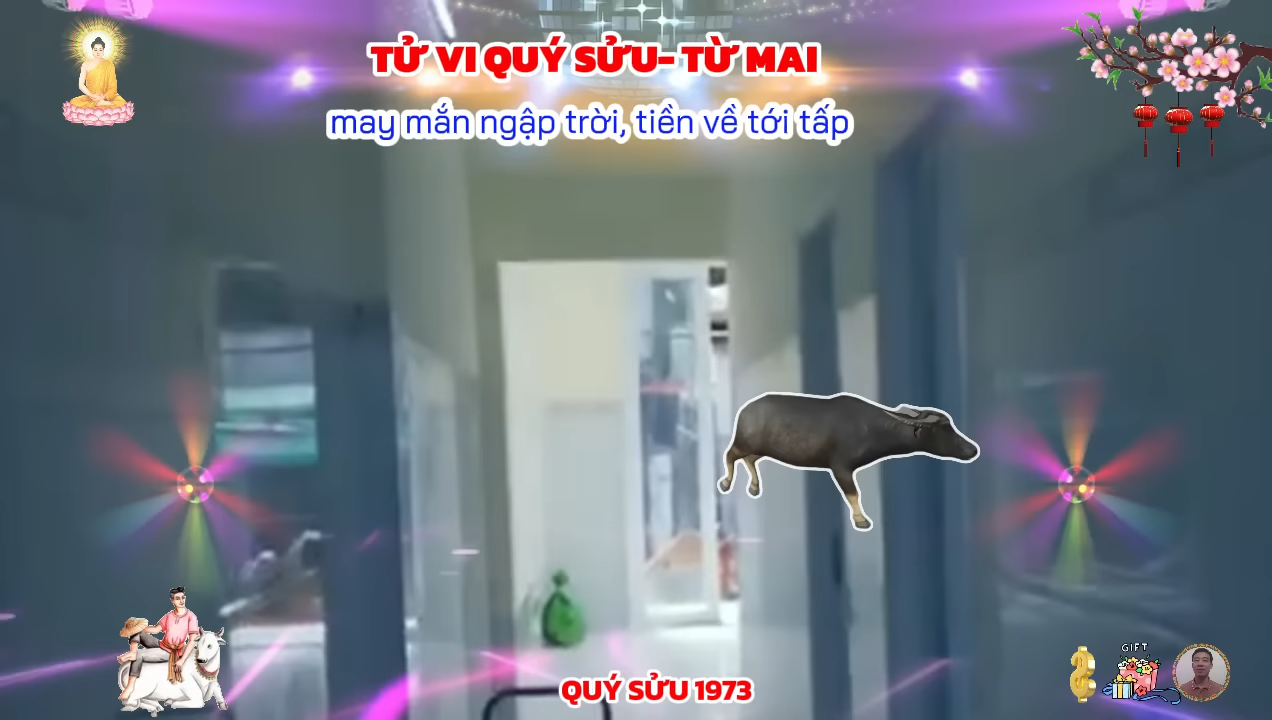 TỬ VI QUÝ SỬU- TỪ MAI
may mắn ngập trời, tiền về tới tấp
GIFT
QUÝ SỬU 1973